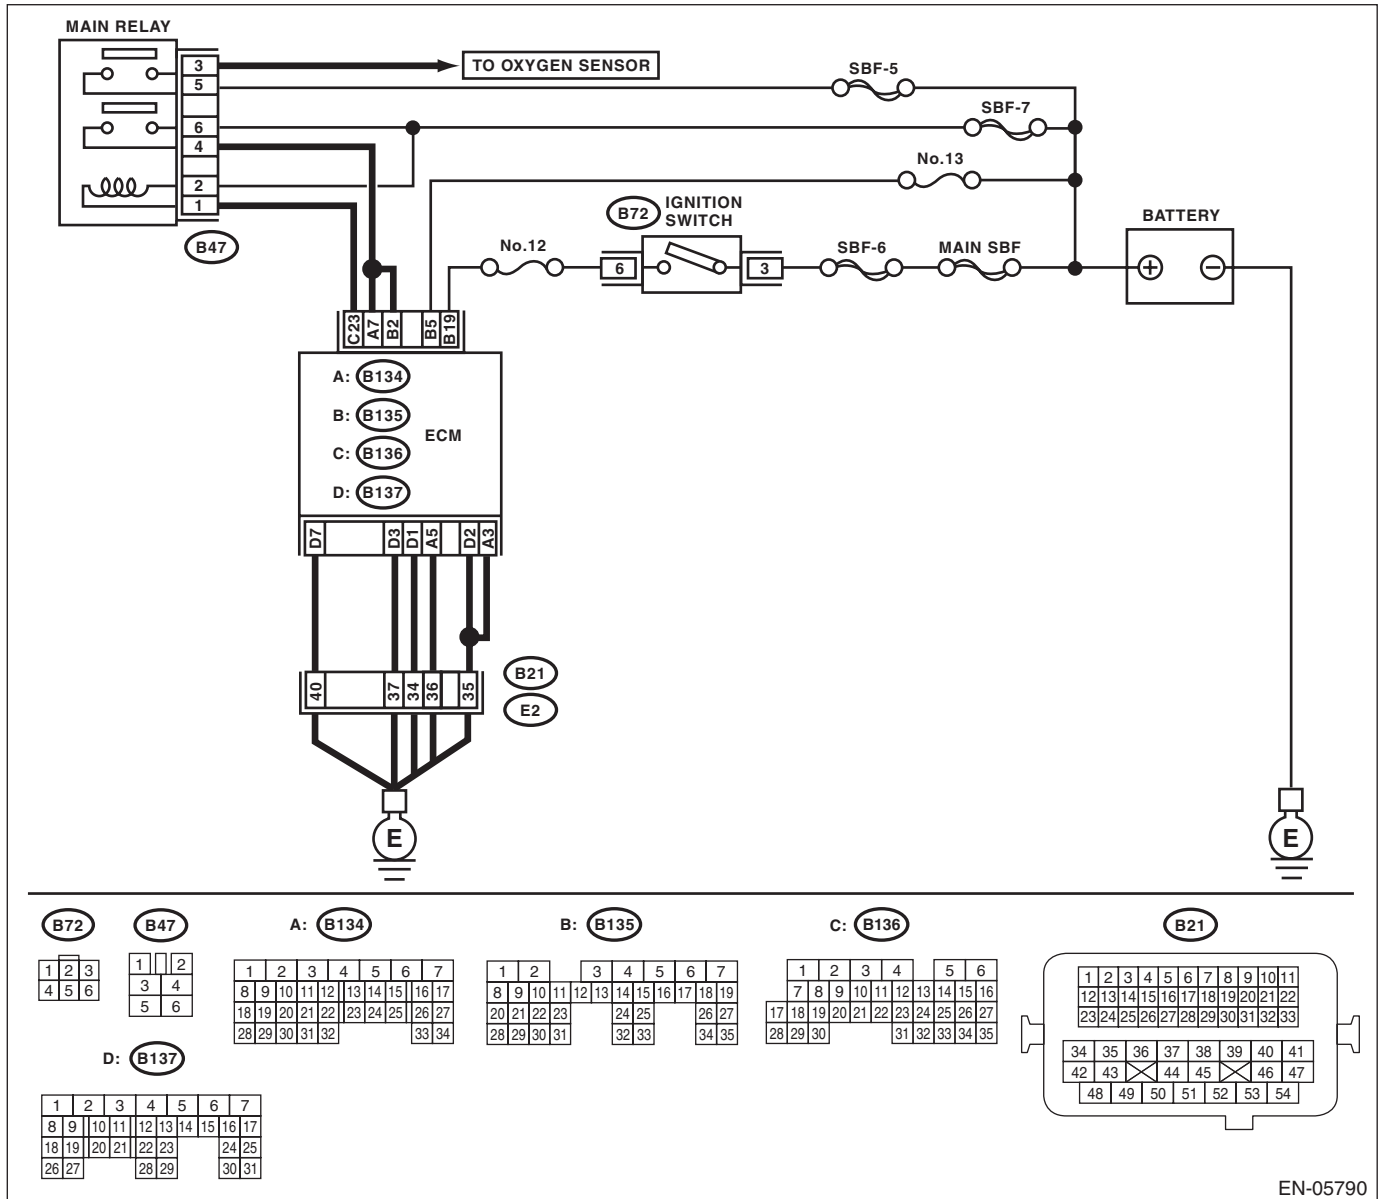 MAIN RELAY
3
TO OXYGEN SENSOR
5
SBF-5
6
SBF-7
4
No.13
2
1
B47
B72
IGNITION
SWITCH
BATTERY
No.12
6
3
SBF-6
MAIN SBF
C23
A7
B2
B5
B19
A: B134
B: B135
ECM
C: B136
D: B137
D7
D3
D1
A5
D2
A3
40
37
34
36
35
B21
E2
E
E
B72
1 2 3
4 5 6
B47
1 2
3 4
5 6
A: B134
1 2 3 4 5 6 7
8 9 10 11 12 13 14 15 16 17
18 19 20 21 22 23 24 25 26 27
28 29 30 31 32 33 34
B: B135
1 2 3 4 5 6 7
8 9 10 11 12 13 14 15 16 17 18 19
20 21 22 23 24 25 26 27
28 29 30 31 32 33 34 35
C: B136
1 2 3 4 5 6
7 8 9 10 11 12 13 14 15 16
17 18 19 20 21 22 23 24 25 26 27
28 29 30 31 32 33 34 35
B21
1 2 3 4 5 6 7 8 9 10 11
12 13 14 15 16 17 18 19 20 21 22
23 24 25 26 27 28 29 30 31 32 33
34 35 36 37 38 39 40 41
42 43 44 45 46 47
48 49 50 51 52 53 54
D: B137
1 2 3 4 5 6 7
8 9 10 11 12 13 14 15 16 17
18 19 20 21 22 23 24 25
26 27 28 29 30 31
EN-05790